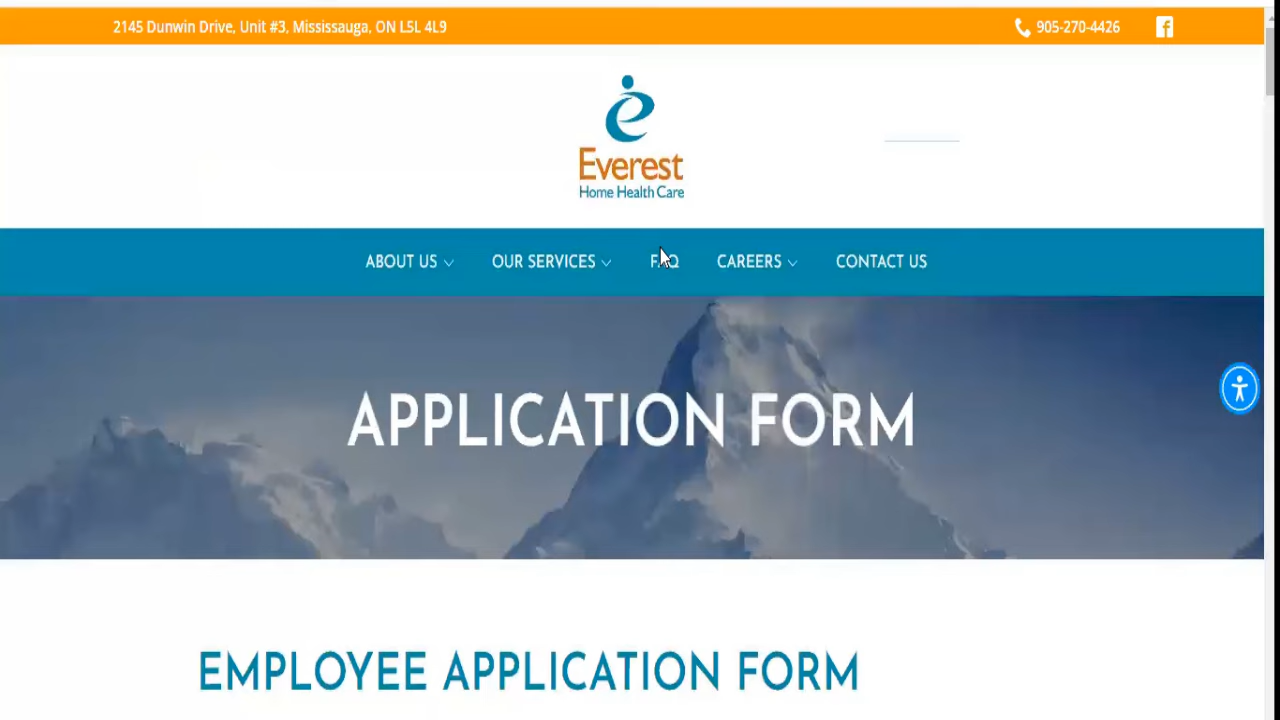 2145 Dunwin Drive, Unit #3, Mississauga, ON L5L 4L9
905-270-4426
Everest
Home Health Care
ABOUT US
OUR SERVICES
FAQ
CAREERS
CONTACT US
APPLICATION FORM
EMPLOYEE APPLICATION FORM